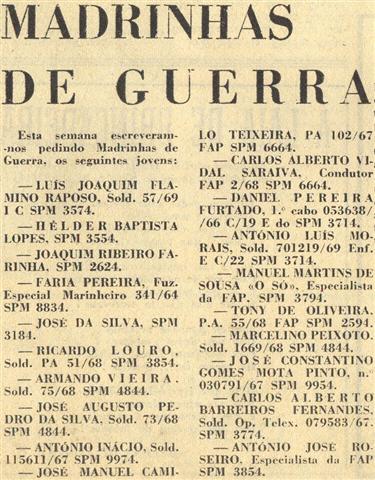 MADRINHAS
DE GUERRA
Esta semana escreveram-
-nos pedindo Madrinhas de
Guerra, os seguintes jovens:
— LUÍS JOAQUIM FLA-
MINO RAPOSO, Sold. 57/69
I C SPM 3574.
— HÉLDER BAPTISTA
LOPES, SPM 3554.
— JOAQUIM RIBEIRO FA-
RINHA, SPM 2624.
— FARIA PEREIRA, Fuz.
Especial Marinheiro 341/64
SPM 8834.
— JOSÉ DA SILVA, SPM
3184.
— RICARDO LOURO,
Sold. PA 51/68 SPM 3854.
— ARMANDO VIEIRA.
Sold. 75/68 SPM 4844.
— JOSÉ AUGUSTO PE-
DRO DA SILVA, Sold. 73/68
SPM 4844.
— ANTÓNIO INÁCIO, Sold.
115611/67 SPM 9974.
— JOSÉ MANUEL CAMI-
LO TEIXEIRA, PA 102/67
FAP SPM 6664.
— CARLOS ALBERTO VI-
DAL SARAIVA, Condutor
FAP 2/68 SPM 6664.
— DANIEL PEREIRA
FURTADO, 1.º cabo 053638/
/66 C/19 E do SPM 3714.
— ANTÓNIO LUÍS MO-
RAIS, Sold. 701219/69 Enf.
E C/22 SPM 3714.
— MANUEL MARTINS DE
SOUSA «O SÓ», Especialista
da FAP, SPM 3794.
— TONY DE OLIVEIRA.
P.A. 55/68 FAP SPM 2594.
— MARCELINO PEIXOTO.
Sold. 1669/68 SPM 4844.
— JOSÉ CONSTANTINO
GOMES MOTA PINTO, n.º
030791/67 SPM 9954.
— CARLOS ALBERTO
BARREIROS FERNANDES,
Sold. Op. Telex. 079583/67.
SPM 3774.
— ANTÓNIO JOSÉ RO-
SEIRO, Especialista da FAP
SPM 3854.